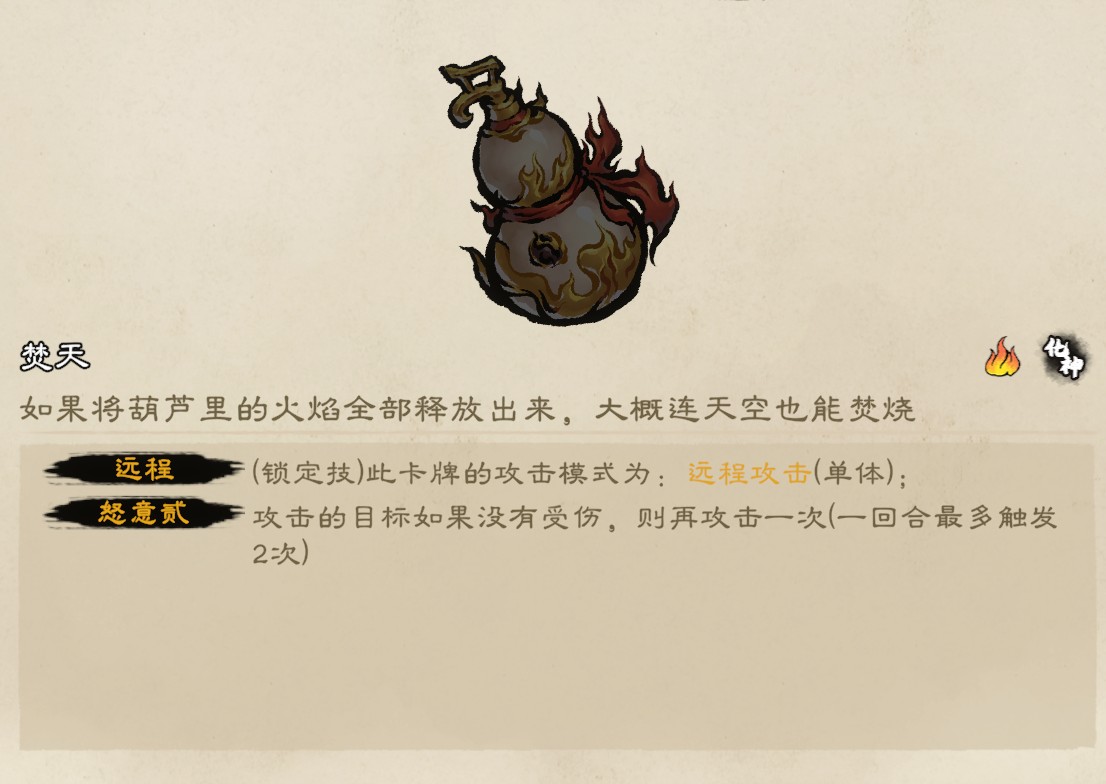 焚天
化神
如果将葫芦里的火焰全部释放出来，大概连天空也能焚烧
远程
(锁定技)此卡牌的攻击模式为：远程攻击(单体)；
怒意贰
攻击的目标如果没有受伤，则再攻击一次(一回合最多触发
2次)